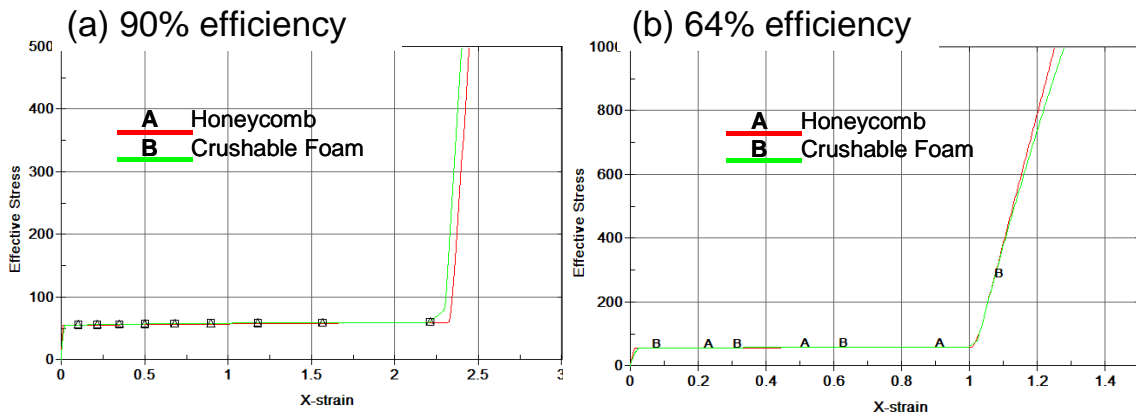 (a) 90% efficiency
500
400
300
200
100
0
Effective Stress
A Honeycomb
B Crushable Foam
0 0.5 1 1.5 2 2.5 3
X-strain
(b) 64% efficiency
100
800
600
400
200
0
Effective Stress
A Honeycomb
B Crushable Foam
B
B A B A B A
0 0.2 0.4 0.6 0.8 1 1.2 1.4
X-strain